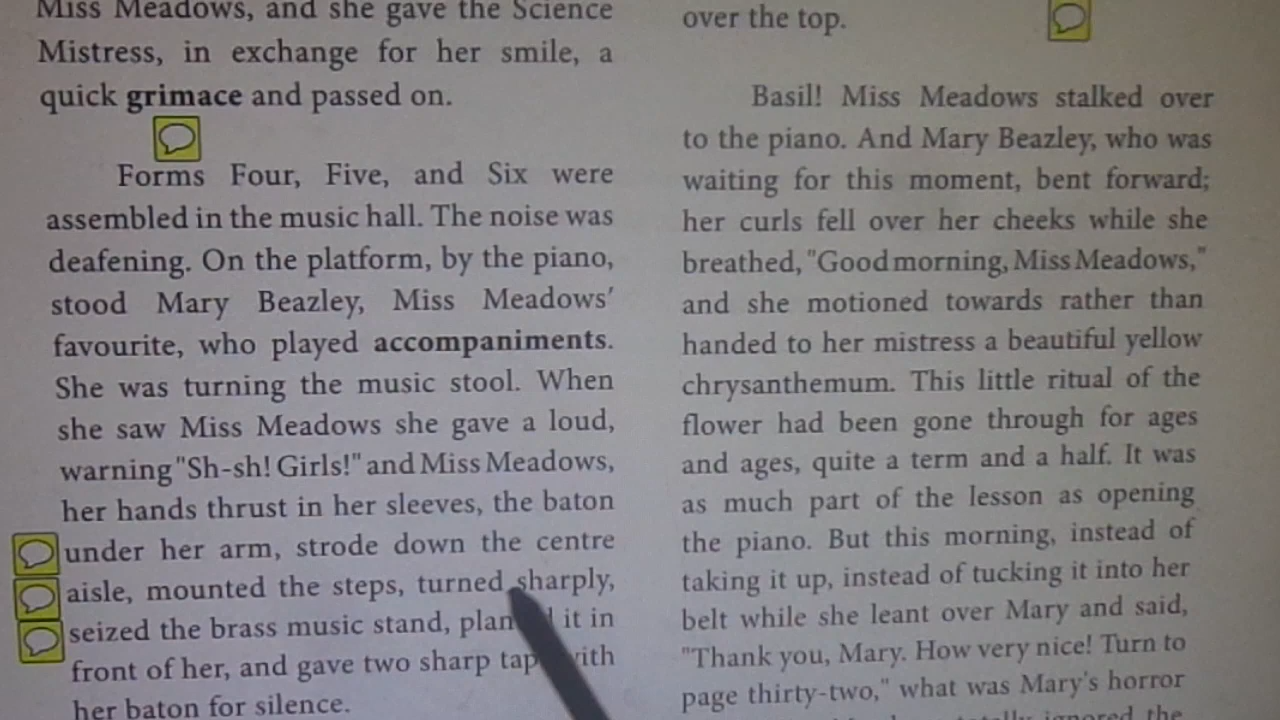 Miss Meadows, and she gave the Science
Mistress, in exchange for her smile, a
quick grimace and passed on.
Forms Four, Five, and Six were
assembled in the music hall. The noise was
deafening. On the platform, by the piano,
stood Mary Beazley, Miss Meadows'
favourite, who played accompaniments.
She was turning the music stool. When
she saw Miss Meadows she gave a loud,
warning "Sh-sh! Girls!" and Miss Meadows,
her hands thrust in her sleeves, the baton
under her arm, strode down the centre
aisle, mounted the steps, turned sharply,
seized the brass music stand, it in
front of her, and gave two sharp
her baton for silence.
over the top.
Basil! Miss Meadows stalked over
to the piano. And Mary Beazley, who was
waiting for this moment, bent forward;
her curls fell over her cheeks while she
breathed, "Good morning, Miss Meadows,"
and she motioned towards rather than
handed to her mistress a beautiful yellow
chrysanthemum. This little ritual of the
flower had been gone through for ages
and ages, quite a term and a half. It was
as much part of the lesson as opening
the piano. But this morning, instead of
taking it up, instead of tucking it into her
belt while she leant over Mary and said,
"Thank you, Mary. How very nice! Turn to
page thirty-two," what was Mary's horror
totally ignored the